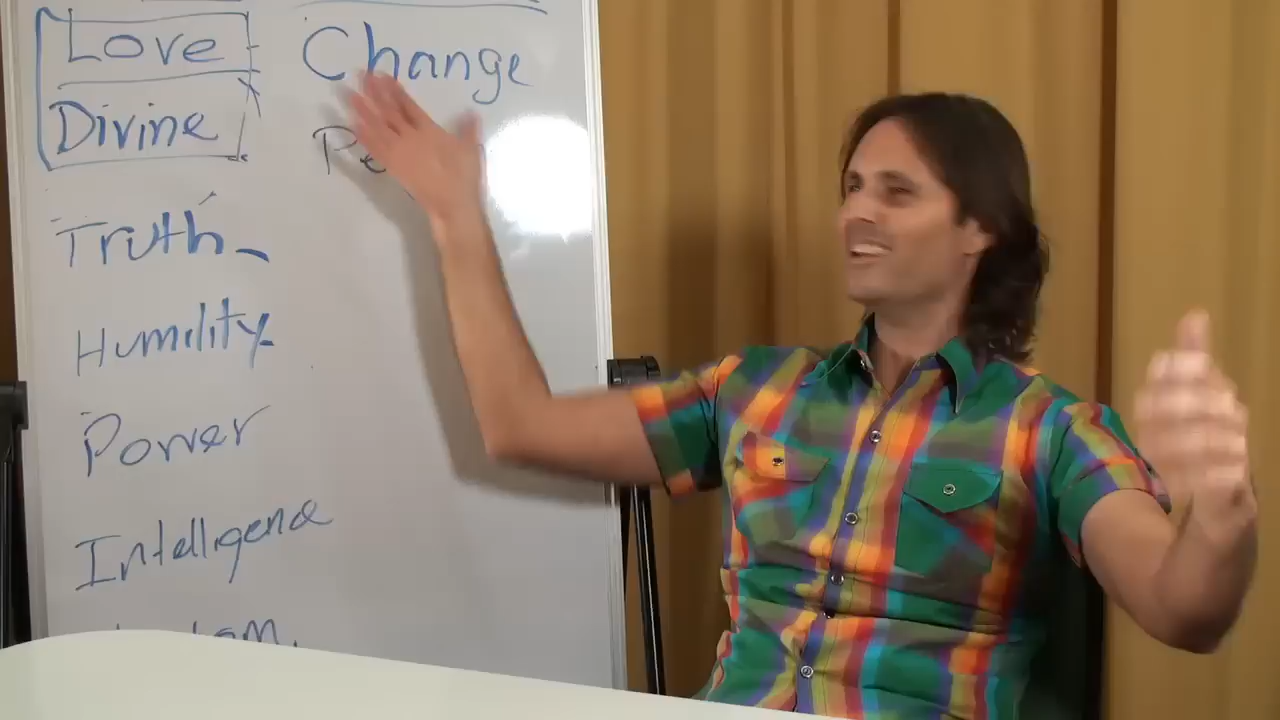 Love
Divine
Truth
Humility
Power
Intelligence
Change